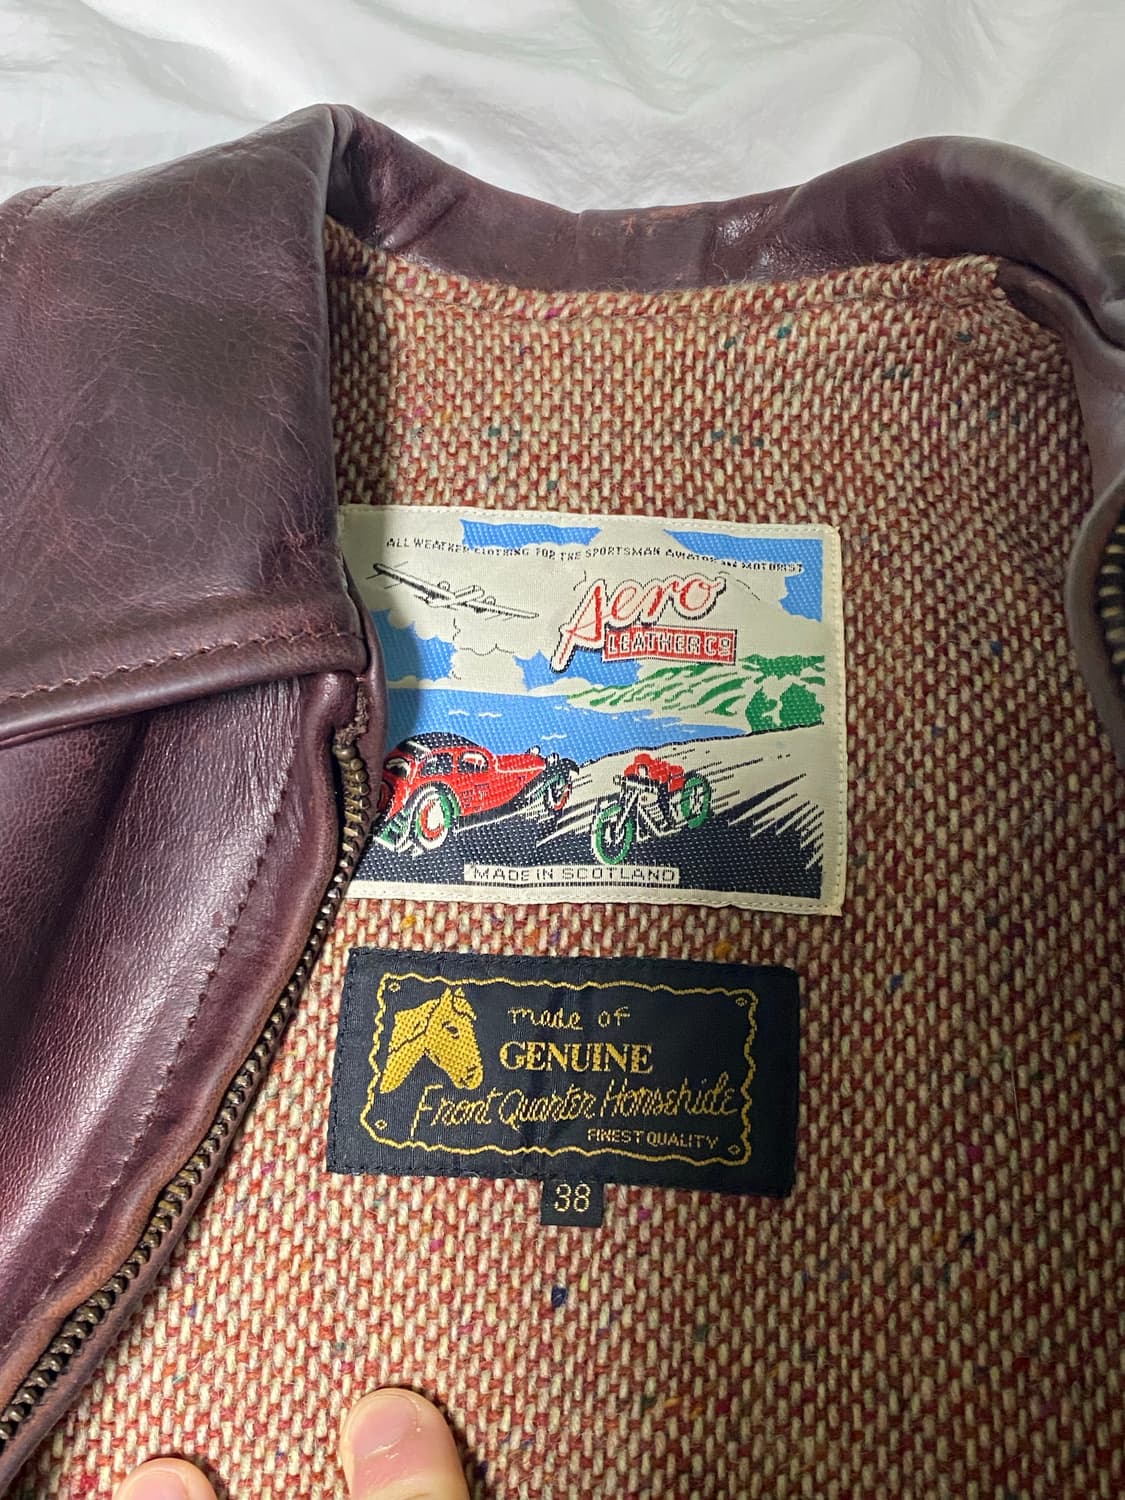 ALL WEATHER CLOTHING FOR THE SPORTSMAN AVIATOR AND MOTORIST
Aero
LEATHER CO
MADE IN SCOTLAND
made of
GENUINE
Front Quarter Horsehide
FINEST QUALITY
38